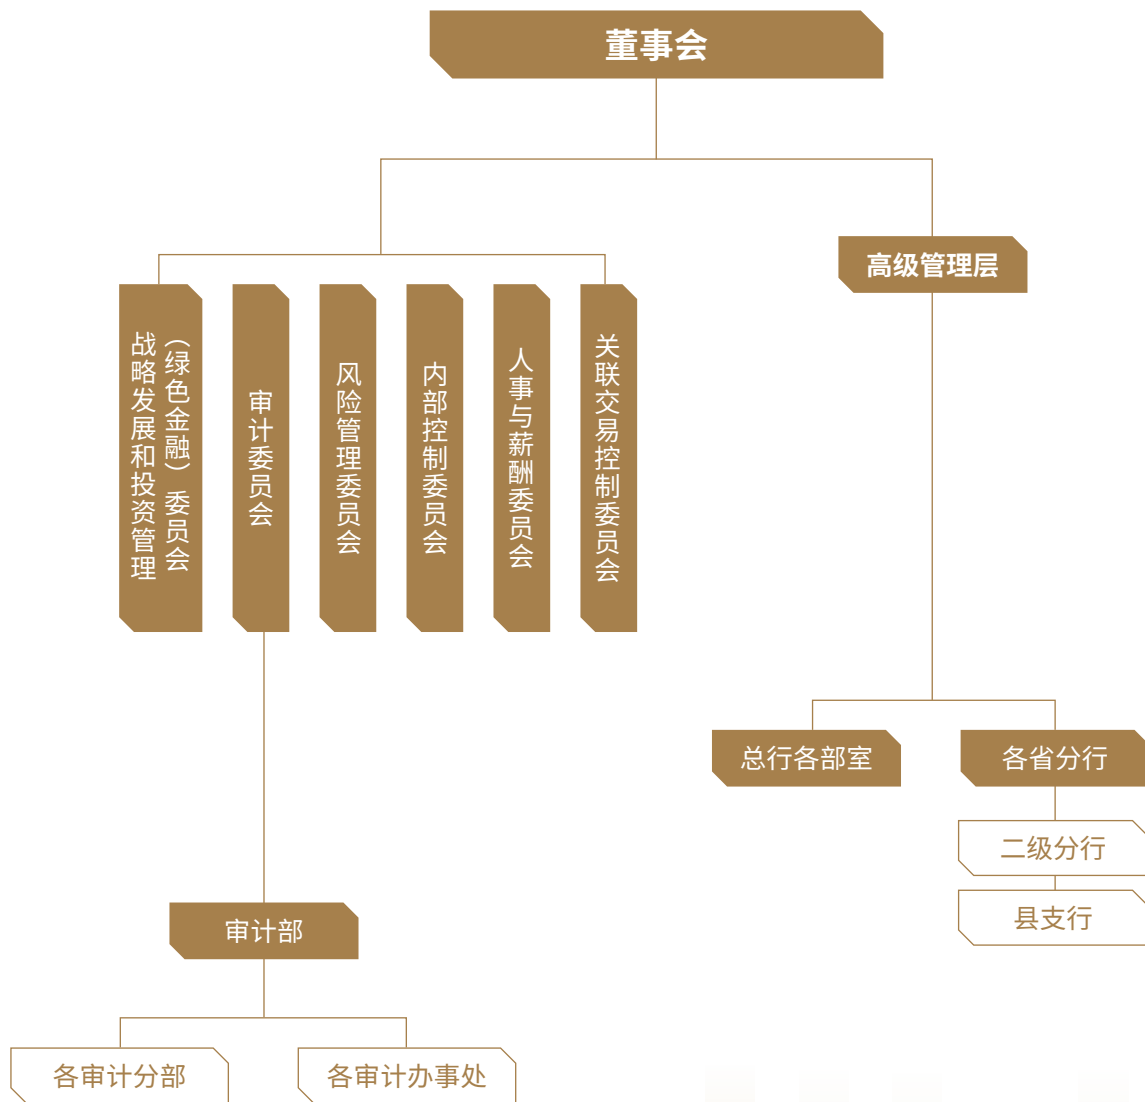 董事会
高级管理层
战略发展和投资管理
（绿色金融）委员会
审计委员会
风险管理委员会
内部控制委员会
人事与薪酬委员会
关联交易控制委员会
总行各部室
各省分行
二级分行
县支行
审计部
各审计分部
各审计办事处